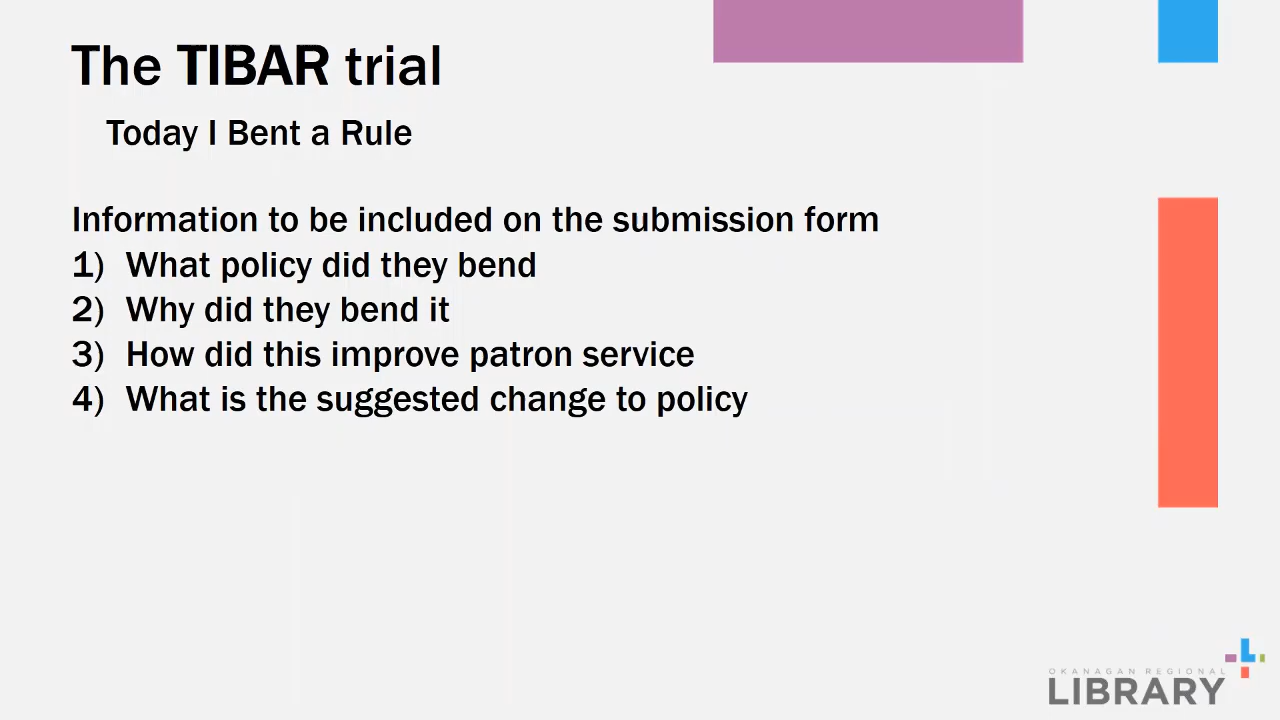 The TIBAR trial
Today I Bent a Rule
Information to be included on the submission form
1) What policy did they bend
2) Why did they bend it
3) How did this improve patron service
4) What is the suggested change to policy
OKANAGAN REGIONAL
LIBRARY